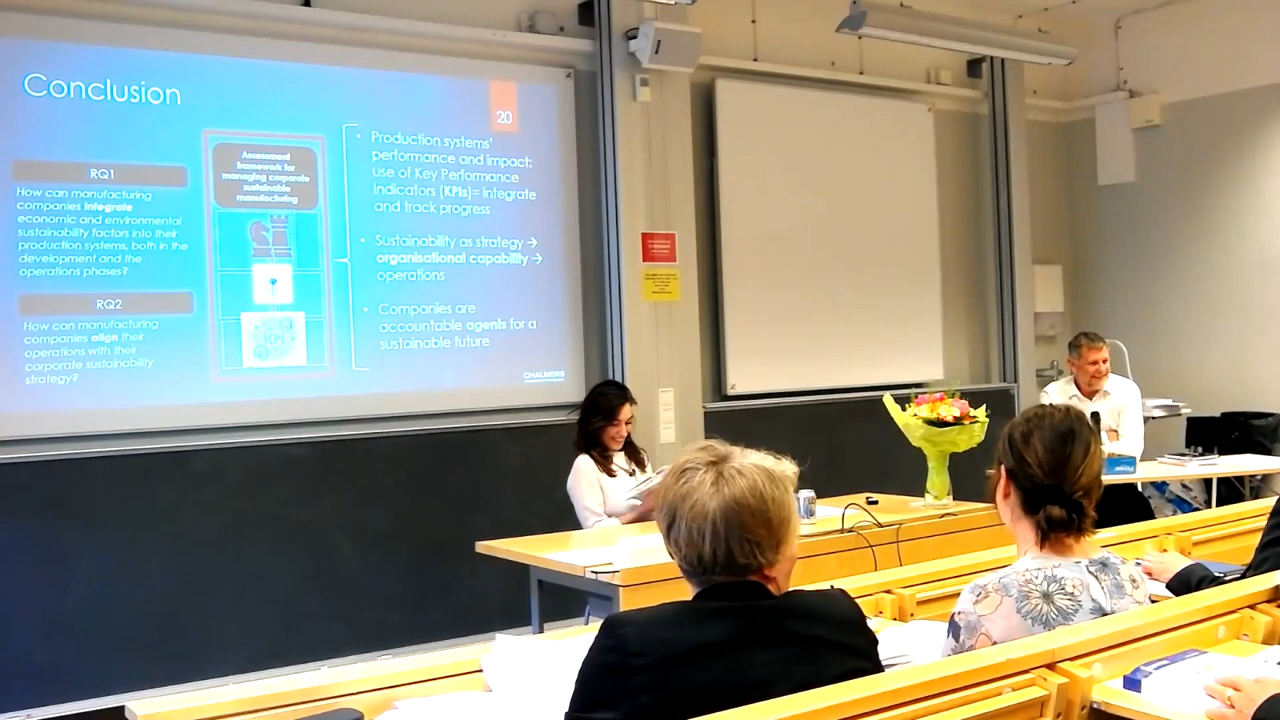 Conclusion
20
RQ1
How can manufacturing
companies integrate
economic and environmental
sustainability factors into their
production systems, both in the
development and the
operations phases?
RQ2
How can manufacturing
companies align their
operations with their
corporate sustainability
strategy?
Assessment
framework for
managing corporate
sustainable
manufacturing
• Production systems'
performance and impact:
use of Key Performance
Indicators (KPIs)= integrate
and track progress
• Sustainability as strategy →
organisational capability →
operations
• Companies are
accountable agents for a
sustainable future
CHALMERS